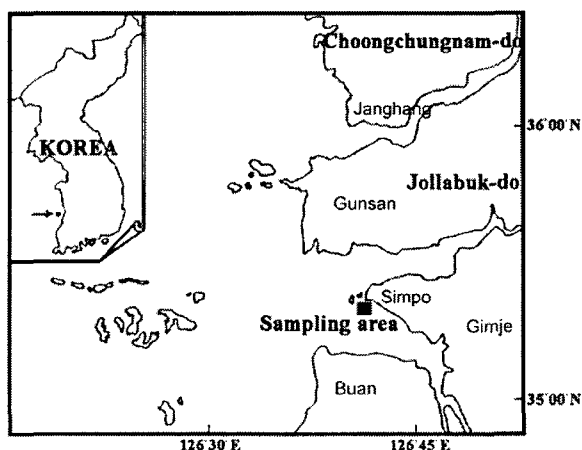 Choongchungnam-do
Janghang
36°00' N
KOREA
Jollabuk-do
Gunsan
Simpo
Sampling area
Gimje
Buan
35°00' N
126°30' E
126°45' E